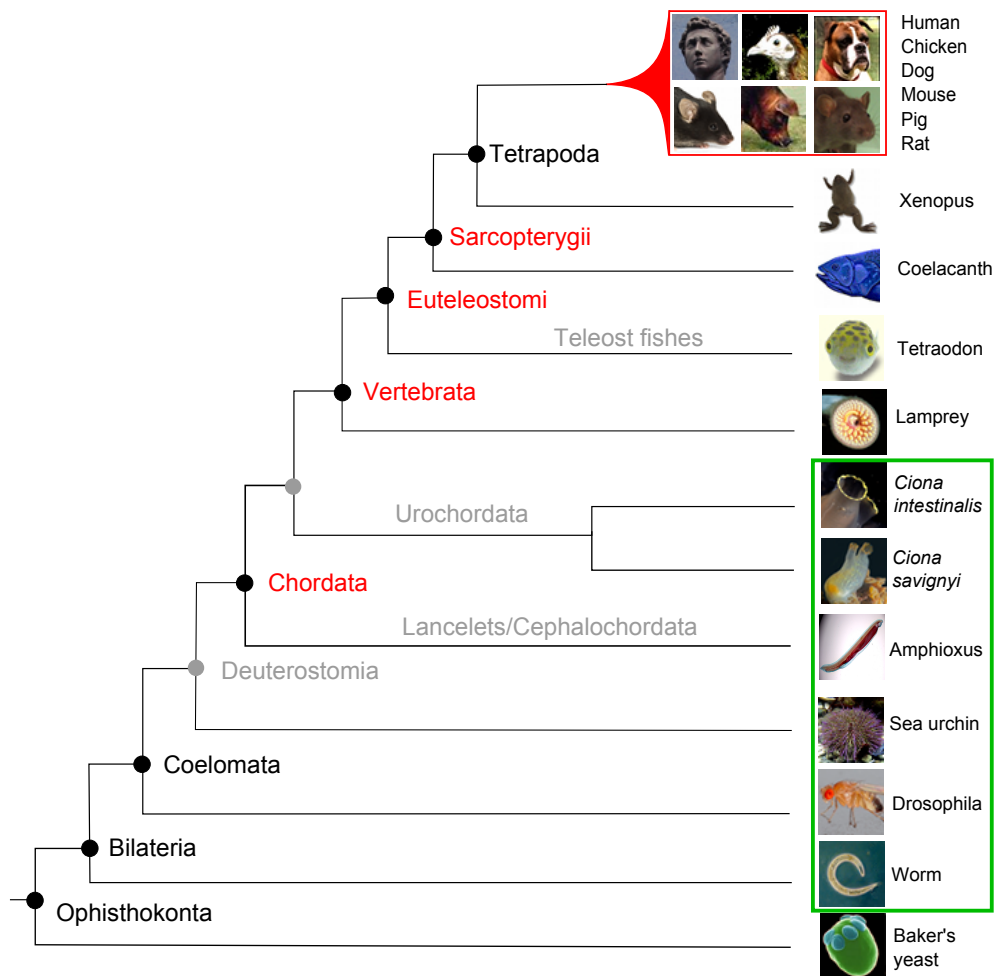 Human
Chicken
Dog
Mouse
Pig
Rat
Tetrapoda
Xenopus
Sarcopterygii
Coelacanth
Euteleostomi
Teleost fishes
Tetraodon
Vertebrata
Lamprey
Ciona
intestinalis
Urochordata
Ciona
savignyi
Chordata
Lancelets/Cephalochordata
Amphioxus
Deuterostomia
Sea urchin
Coelomata
Drosophila
Bilateria
Worm
Ophisthokonta
Baker's
yeast